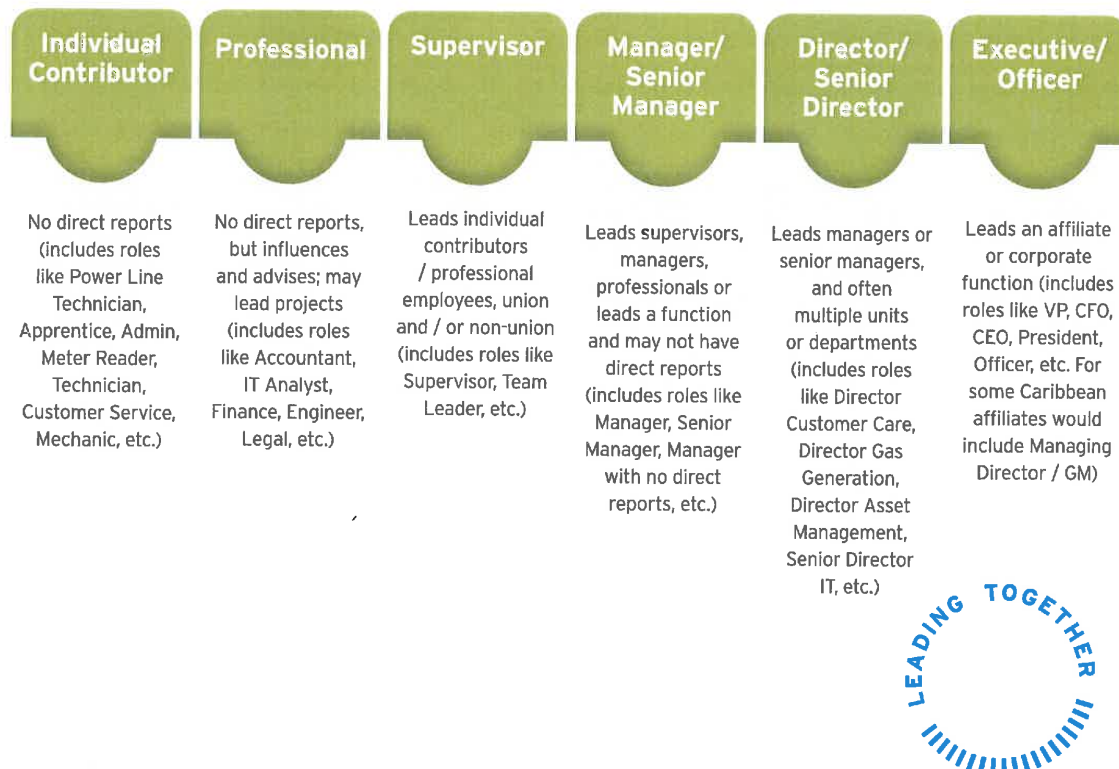 Individual
Contributor
No direct reports
(includes roles
like Power Line
Technician,
Apprentice, Admin,
Meter Reader,
Technician,
Customer Service,
Mechanic, etc.)
Professional
No direct reports,
but influences
and advises; may
lead projects
(includes roles
like Accountant,
IT Analyst,
Finance, Engineer,
Legal, etc.)
Supervisor
Leads individual
contributors
/ professional
employees, union
and / or non-union
(includes roles like
Supervisor, Team
Leader, etc.)
Manager/
Senior
Manager
Leads supervisors,
managers,
professionals or
leads a function
and may not have
direct reports
(includes roles like
Manager, Senior
Manager, Manager
with no direct
reports, etc.)
Director/
Senior
Director
Leads managers or
senior managers,
and often
multiple units
or departments
(includes roles
like Director
Customer Care,
Director Gas
Generation,
Director Asset
Management,
Senior Director
IT, etc.)
Executive/
Officer
Leads an affiliate
or corporate
function (includes
roles like VP, CFO,
CEO, President,
Officer, etc. For
some Caribbean
affiliates would
include Managing
Director / GM)
LEADING TOGETHER